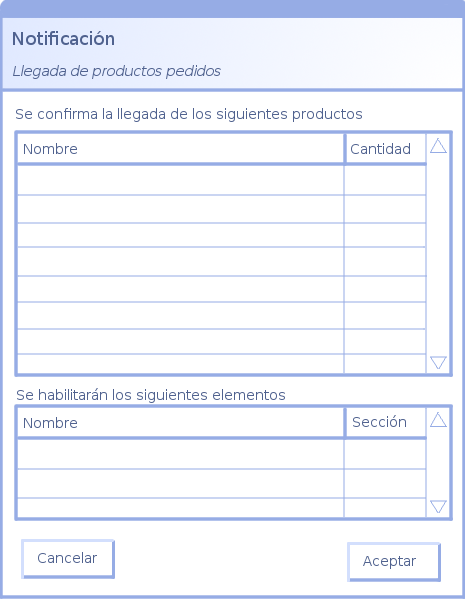 Notificación
Llegada de productos pedidos
Se confirma la llegada de los siguientes productos
Nombre Cantidad
Se habilitarán los siguientes elementos
Nombre Sección
Cancelar Aceptar